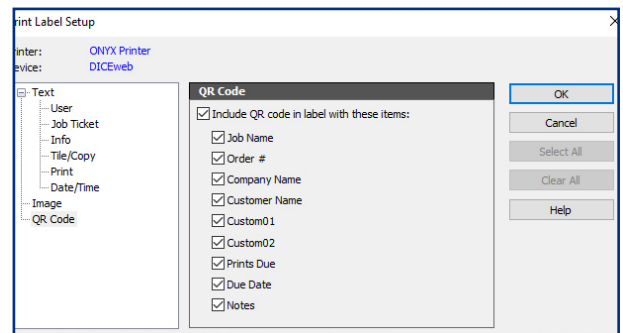 rint Label Setup
rinter: ONYX Printer
evice: DICEweb
Text
User
Job Ticket
Info
Tile/Copy
Print
Date/Time
Image
QR Code
QR Code
Include QR code in label with these items:
Job Name
Order #
Company Name
Customer Name
Custom01
Custom02
Prints Due
Due Date
Notes
OK
Cancel
Select All
Clear All
Help